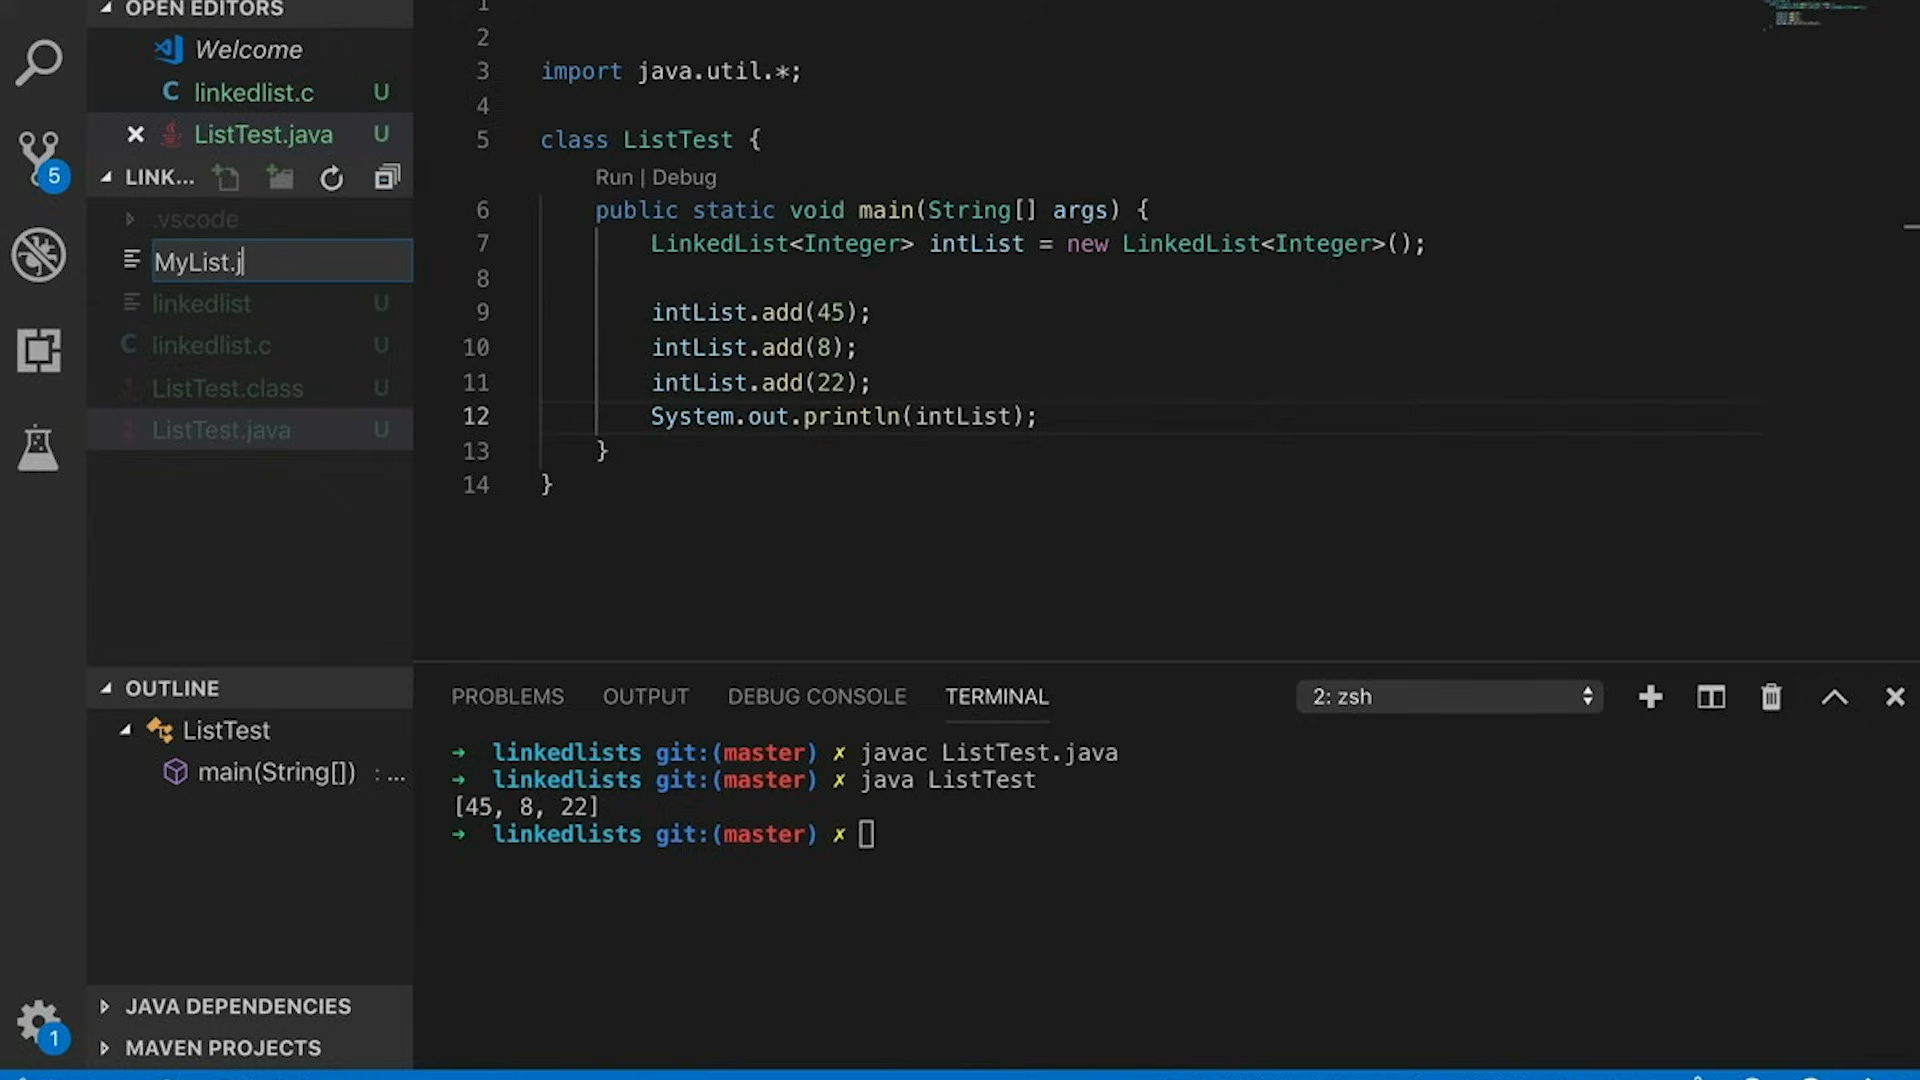 OPEN EDITORS
Welcome
linkedlist.c U
ListTest.java U
LINK...
.vscode
MyList.j
linkedlist U
linkedlist.c U
ListTest.class U
ListTest.java U
5
OUTLINE
ListTest
main(String[]) : ...
JAVA DEPENDENCIES
MAVEN PROJECTS
1
1
2
3 import java.util.*;
4
5 class ListTest {
Run | Debug
6 public static void main(String[] args) {
7 LinkedList<Integer> intList = new LinkedList<Integer>();
8
9 intList.add(45);
10 intList.add(8);
11 intList.add(22);
12 System.out.println(intList);
13 }
14 }
PROBLEMS OUTPUT DEBUG CONSOLE TERMINAL 2: zsh
➜ linkedlists git:(master) ✗ javac ListTest.java
➜ linkedlists git:(master) ✗ java ListTest
[45, 8, 22]
➜ linkedlists git:(master) ✗